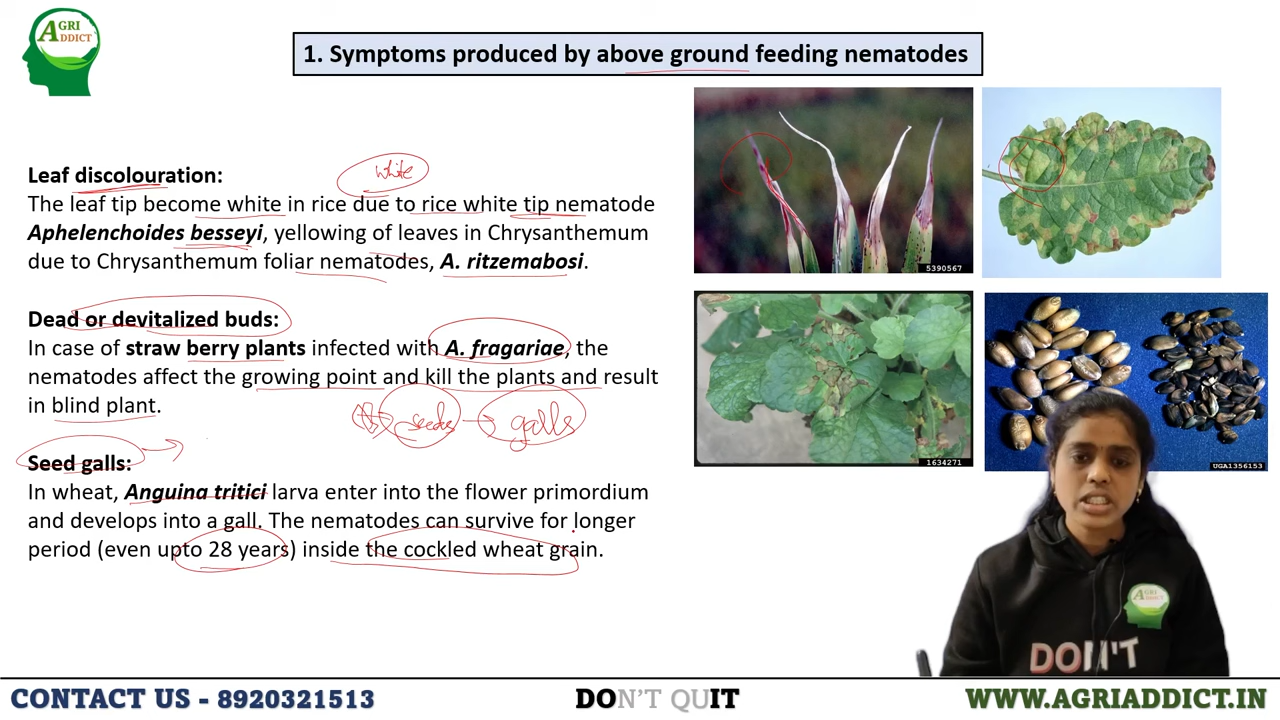 AGRI
ADDICT
1. Symptoms produced by above ground feeding nematodes
white
Leaf discolouration:
The leaf tip become white in rice due to rice white tip nematode
Aphelenchoides besseyi, yellowing of leaves in Chrysanthemum
due to Chrysanthemum foliar nematodes, A. ritzemabosi.
5390567
Dead or devitalized buds:
In case of straw berry plants infected with A. fragariae, the
nematodes affect the growing point and kill the plants and result
in blind plant.
seeds → galls
1634271
UGA1356153
Seed galls:
In wheat, Anguina tritici larva enter into the flower primordium
and develops into a gall. The nematodes can survive for longer
period (even upto 28 years) inside the cockled wheat grain.
AGRI
ADDICT
DON'T
CONTACT US - 8920321513
DON'T QUIT
WWW.AGRIADDICT.IN